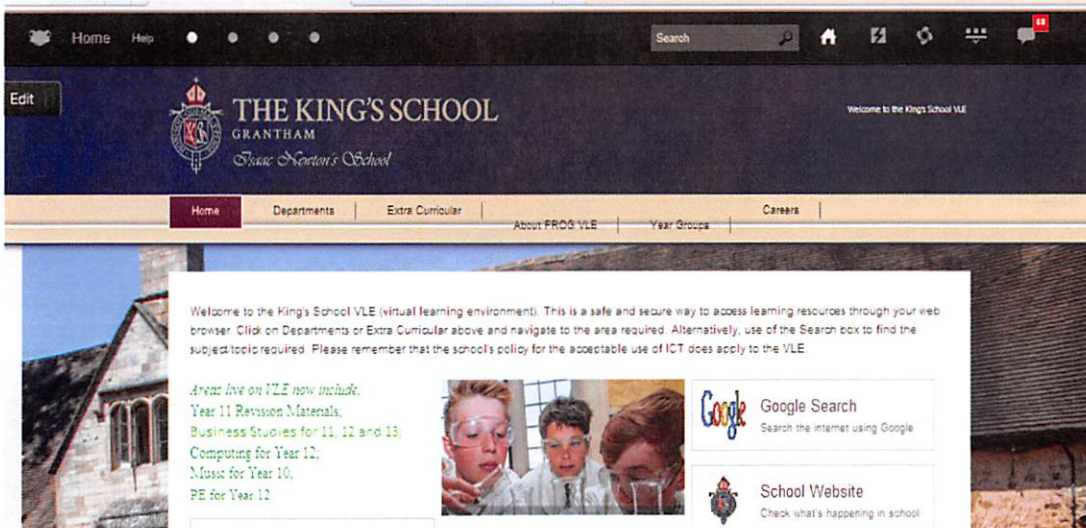 Home Help
Search
68
Edit
THE KING'S SCHOOL
GRANTHAM
Isaac Newton's School
Welcome to the King's School VLE
Home
Departments
Extra Curricular
About FROG VLE
Year Groups
Careers
Welcome to the King's School VLE (virtual learning environment). This is a safe and secure way to access learning resources through your web
browser. Click on Departments or Extra Curricular above and navigate to the area required. Alternatively, use of the Search box to find the
subject/topic required. Please remember that the school's policy for the acceptable use of ICT does apply to the VLE.
Areas live on VLE now include:
Year 11 Revision Materials;
Business Studies for 11, 12 and 13;
Computing for Year 12;
Music for Year 10;
PE for Year 12
Google
Google Search
Search the internet using Google
School Website
Check what's happening in school